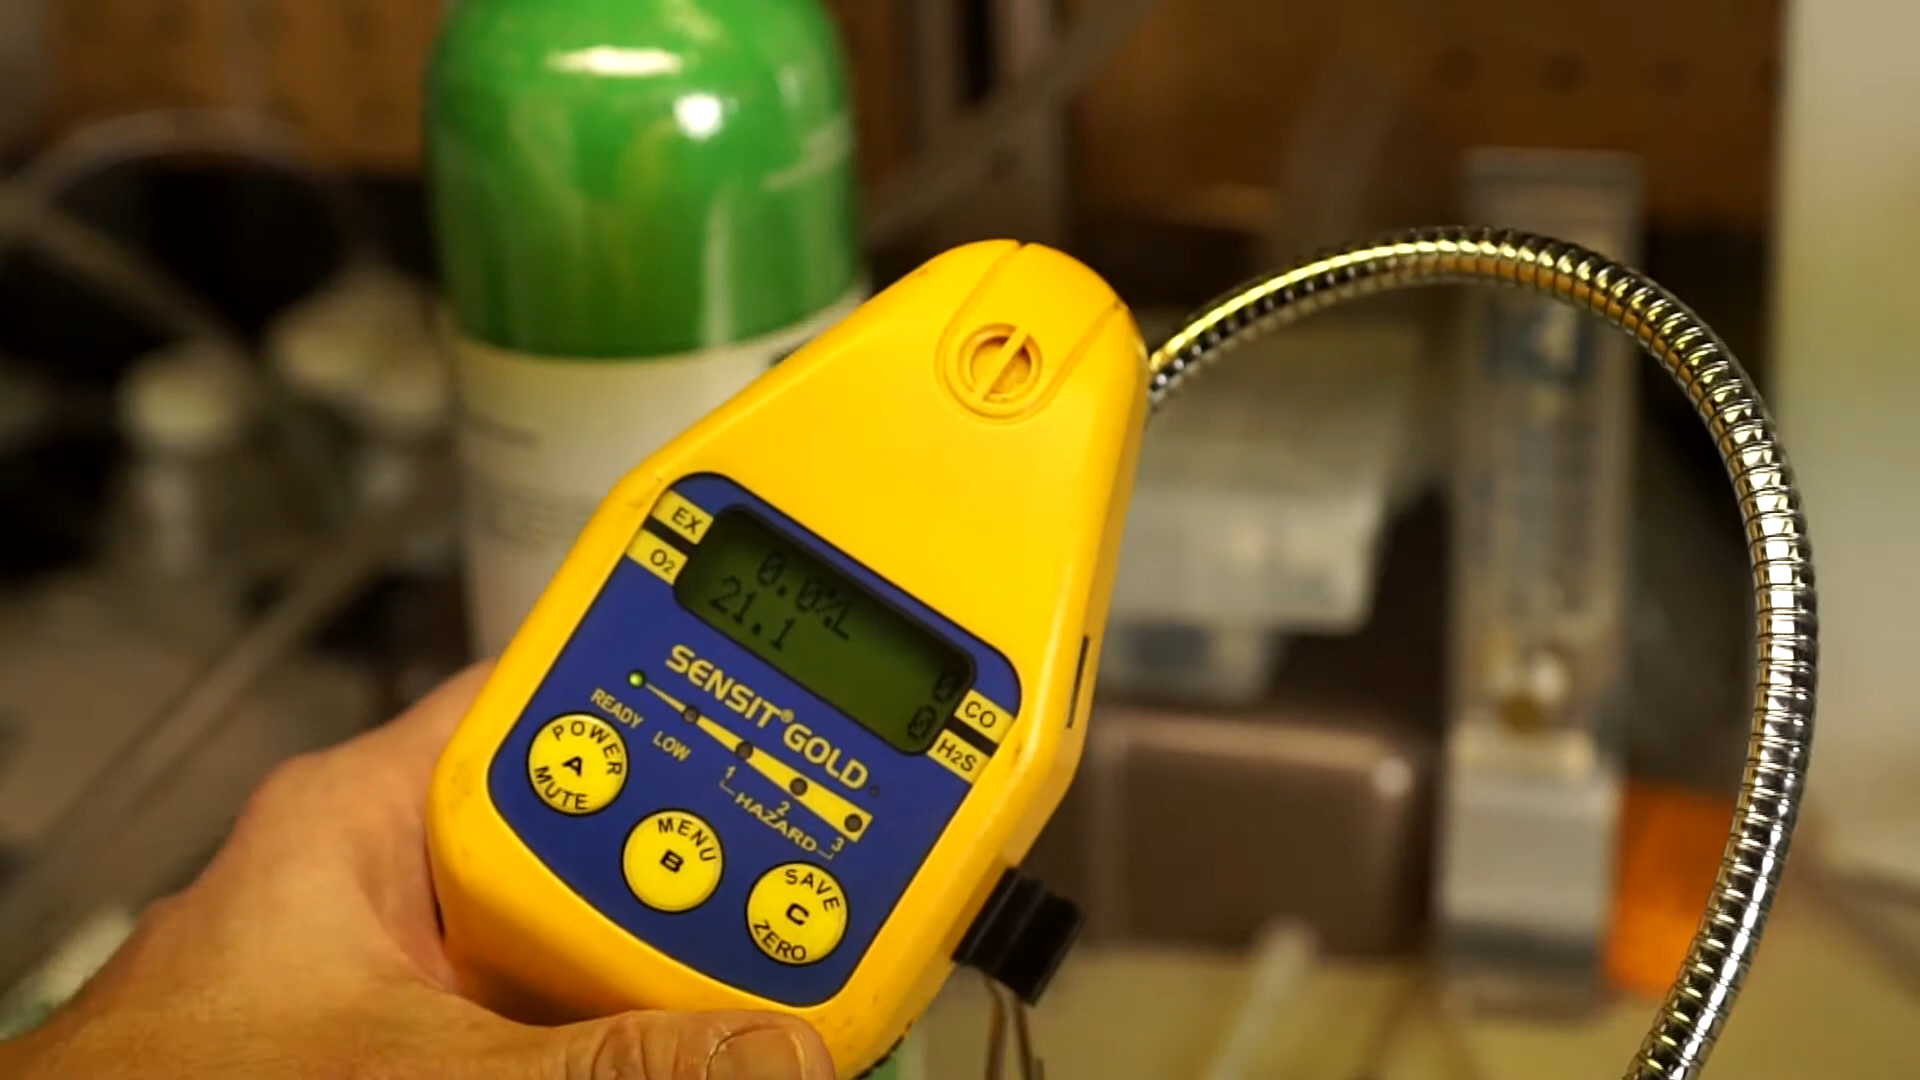 EX
O2
0.0%L
21.1
0
0
CO
H2S
SENSIT® GOLD
READY
LOW
1
2
3
HAZARD
POWER
A
MUTE
MENU
B
SAVE
C
ZERO